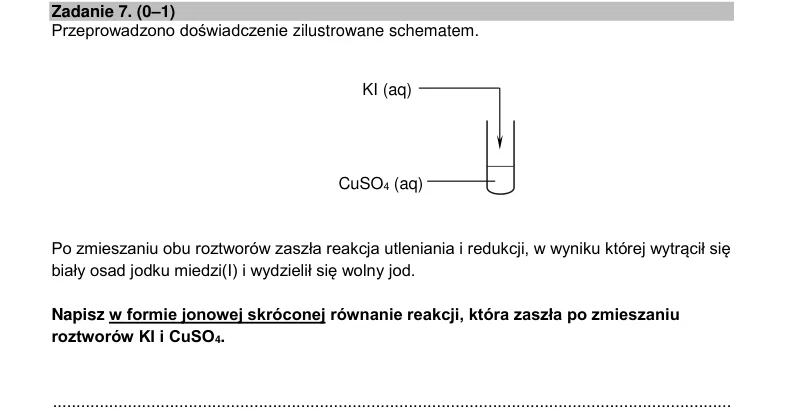 Zadanie 7. (0–1)
Przeprowadzono doświadczenie zilustrowane schematem.
KI (aq)
CuSO₄ (aq)
Po zmieszaniu obu roztworów zaszła reakcja utleniania i redukcji, w wyniku której wytrącił się
biały osad jodku miedzi(I) i wydzielił się wolny jod.
Napisz w formie jonowej skróconej równanie reakcji, która zaszła po zmieszaniu
roztworów KI i CuSO₄.